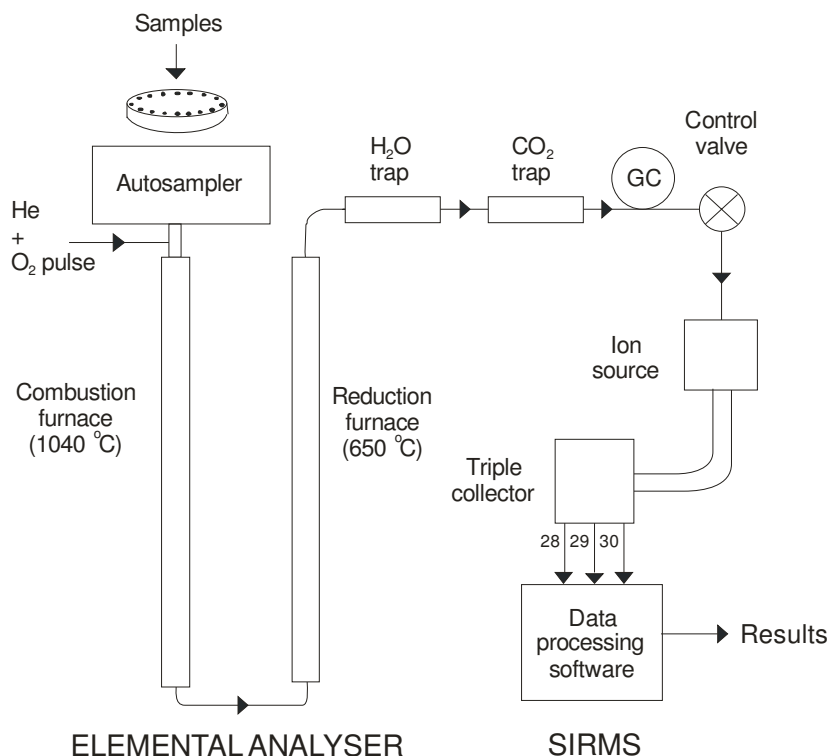 Samples
Autosampler
He
+
O₂ pulse
H₂O
trap
CO₂
trap
GC
Control
valve
Combustion
furnace
(1040 °C)
Reduction
furnace
(650 °C)
Ion
source
Triple
collector
28 29 30
Data
processing
software
Results
ELEMENTAL ANALYSER
SIRMS